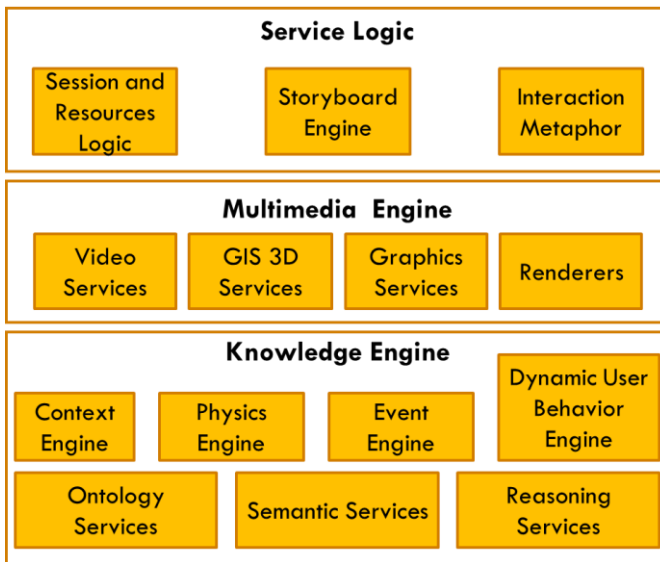 Service Logic
Session and
Resources
Logic
Storyboard
Engine
Interaction
Metaphor
Multimedia Engine
Video
Services
GIS 3D
Services
Graphics
Services
Renderers
Knowledge Engine
Context
Engine
Physics
Engine
Event
Engine
Dynamic User
Behavior
Engine
Ontology
Services
Semantic Services
Reasoning
Services